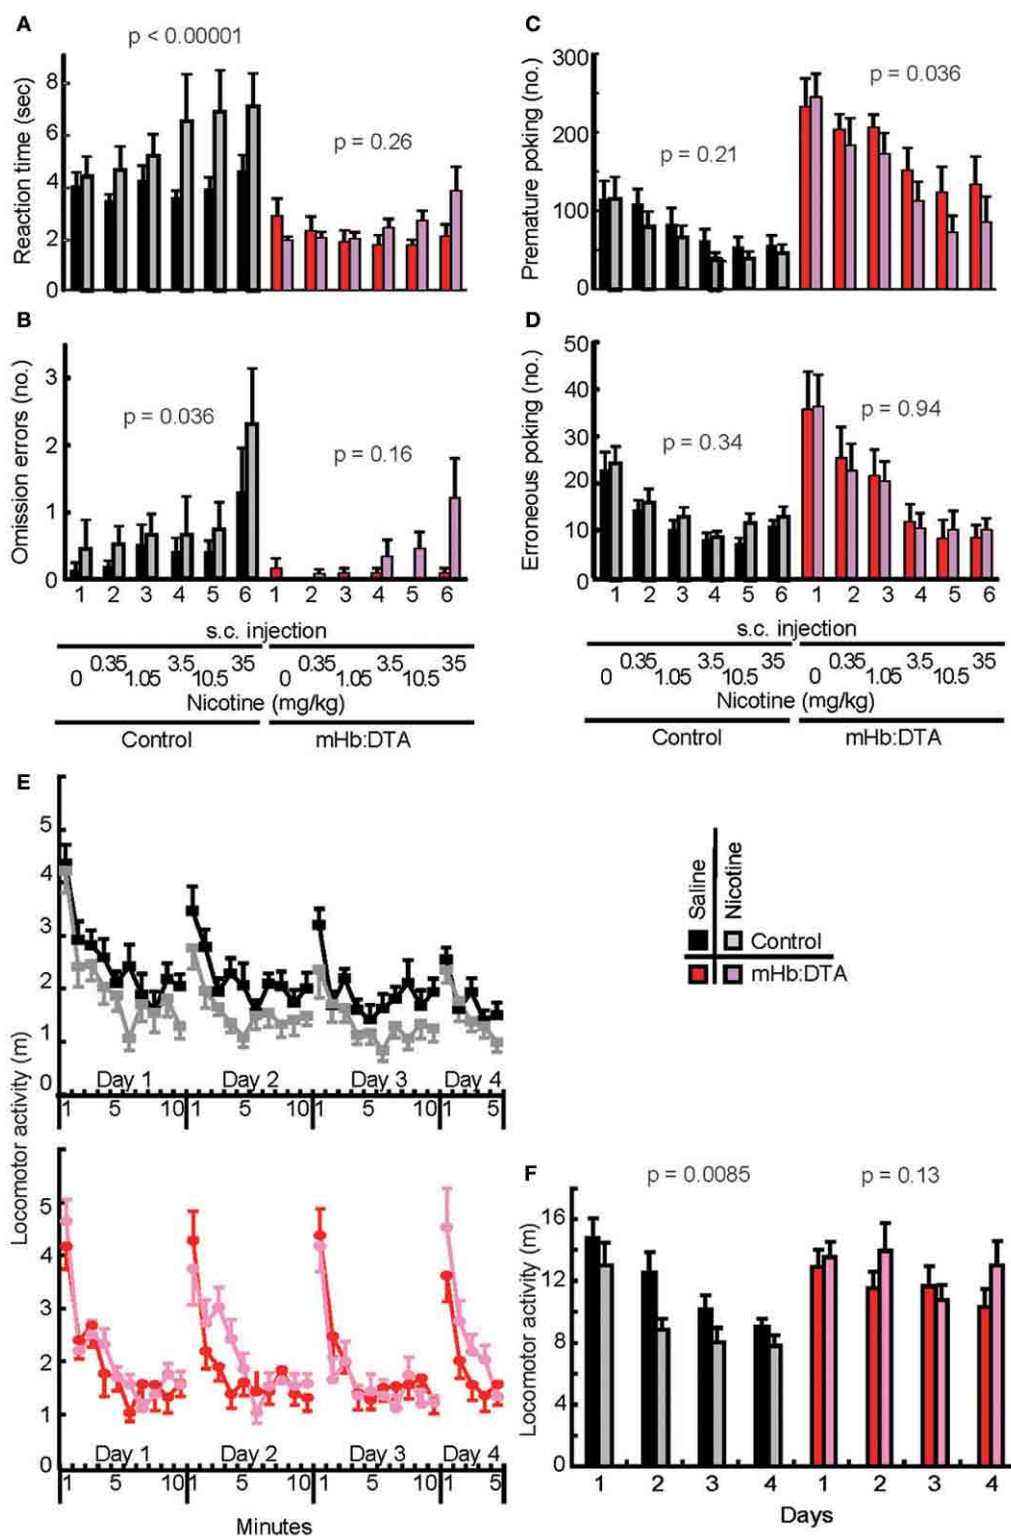 A
p < 0.00001
Reaction time (sec)
8
6
4
2
0
p = 0.26
B
Omission errors (no.)
3
2
1
0
p = 0.036
p = 0.16
1 2 3 4 5 6 1 2 3 4 5 6
s.c. injection
0 0.35 1.05 3.5 10.5 35 0 0.35 1.05 3.5 10.5 35
Nicotine (mg/kg)
Control mHb:DTA
C
Premature poking (no.)
300
200
100
0
p = 0.21
p = 0.036
D
Erroneous poking (no.)
50
40
30
20
10
0
p = 0.34
p = 0.94
1 2 3 4 5 6 1 2 3 4 5 6
s.c. injection
0 0.35 1.05 3.5 10.5 35 0 0.35 1.05 3.5 10.5 35
Nicotine (mg/kg)
Control mHb:DTA
E
Locomotor activity (m)
5
4
3
2
1
0
Day 1 Day 2 Day 3 Day 4
1 5 10 1 5 10 1 5 10 1 5
5
4
3
2
1
0
Day 1 Day 2 Day 3 Day 4
1 5 10 1 5 10 1 5 10 1 5
Minutes
Saline Nicotine
Control
mHb:DTA
F
p = 0.0085 p = 0.13
Locomotor activity (m)
16
12
8
4
0
1 2 3 4 1 2 3 4
Days